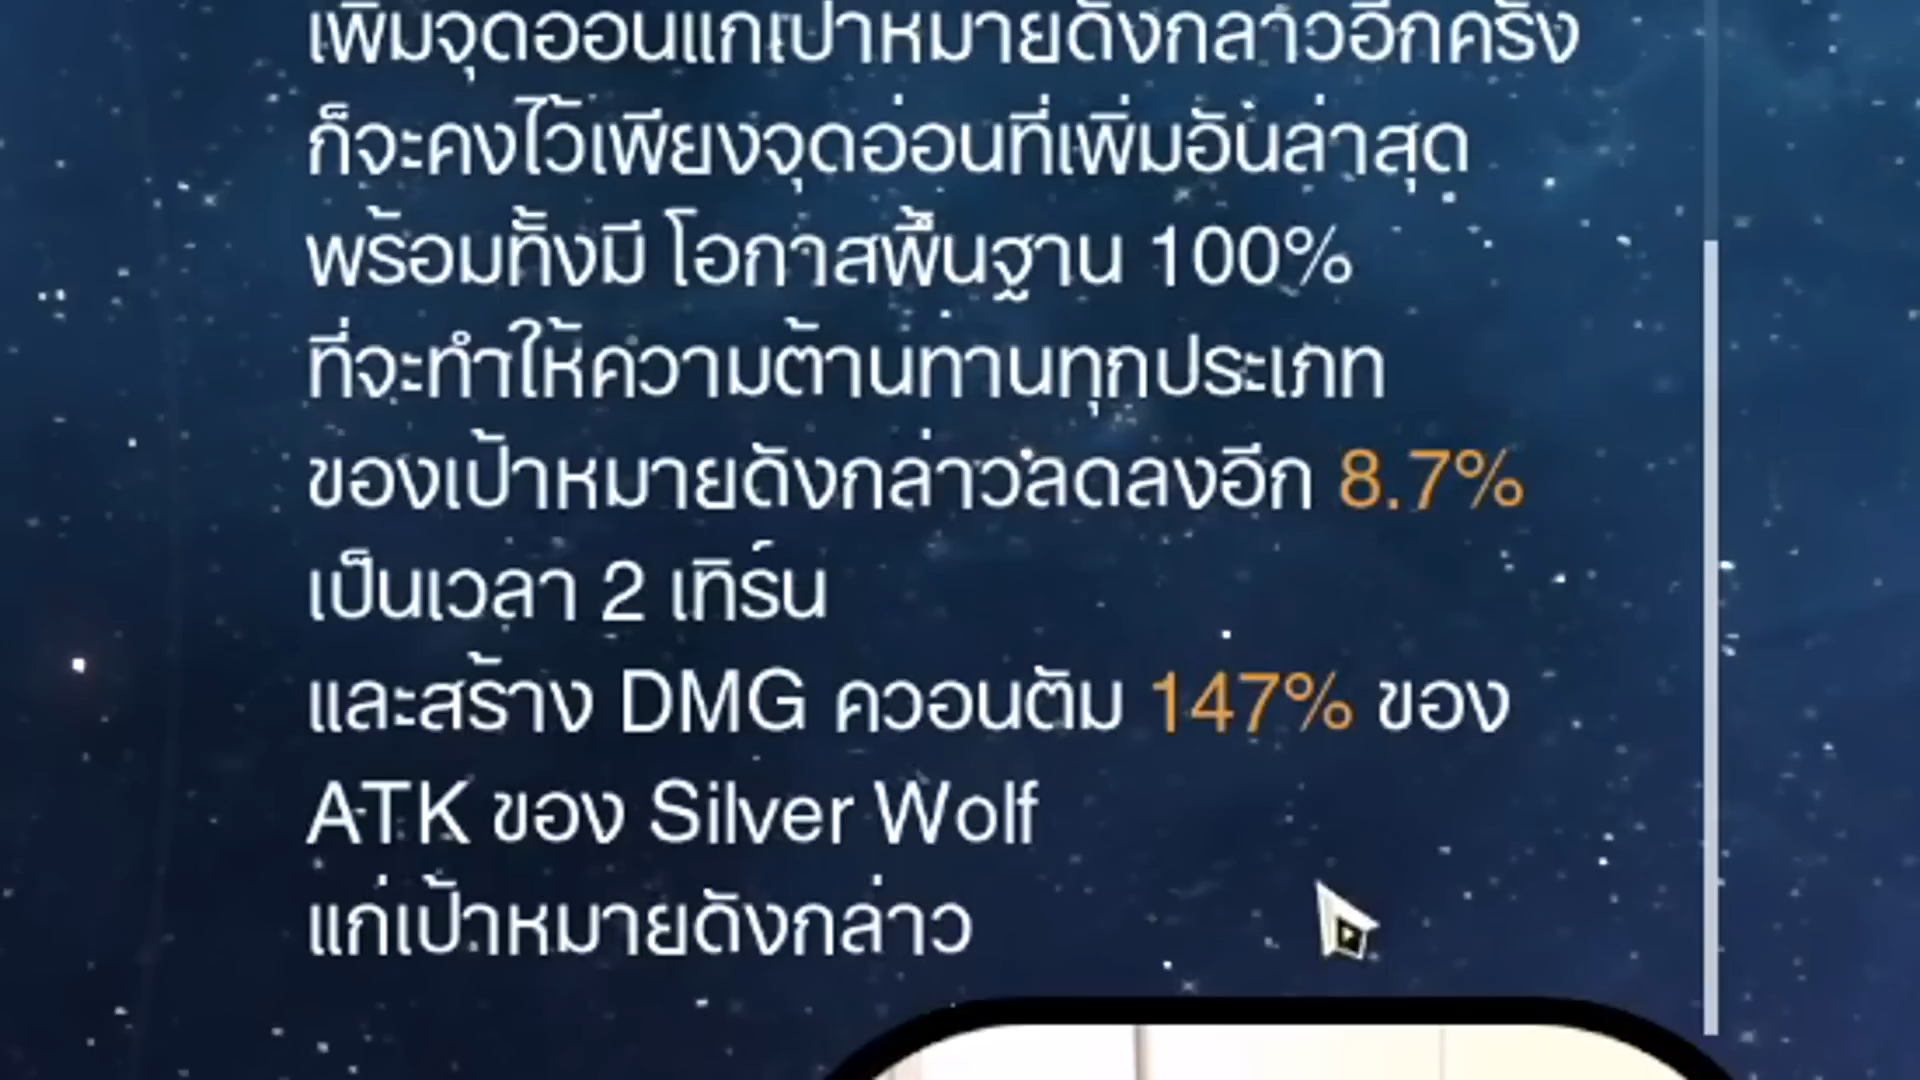 เพิ่มจุดอ่อนแก่เป้าหมายดังกล่าวอีกครั้ง
ก็จะคงไว้เพียงจุดอ่อนที่เพิ่มอันล่าสุด
พร้อมทั้งมี โอกาสพื้นฐาน 100%
ที่จะทำให้ความต้านทานทุกประเภท
ของเป้าหมายดังกล่าวลดลงอีก 8.7%
เป็นเวลา 2 เทิร์น
และสร้าง DMG ควอนตัม 147% ของ
ATK ของ Silver Wolf
แก่เป้าหมายดังกล่าว